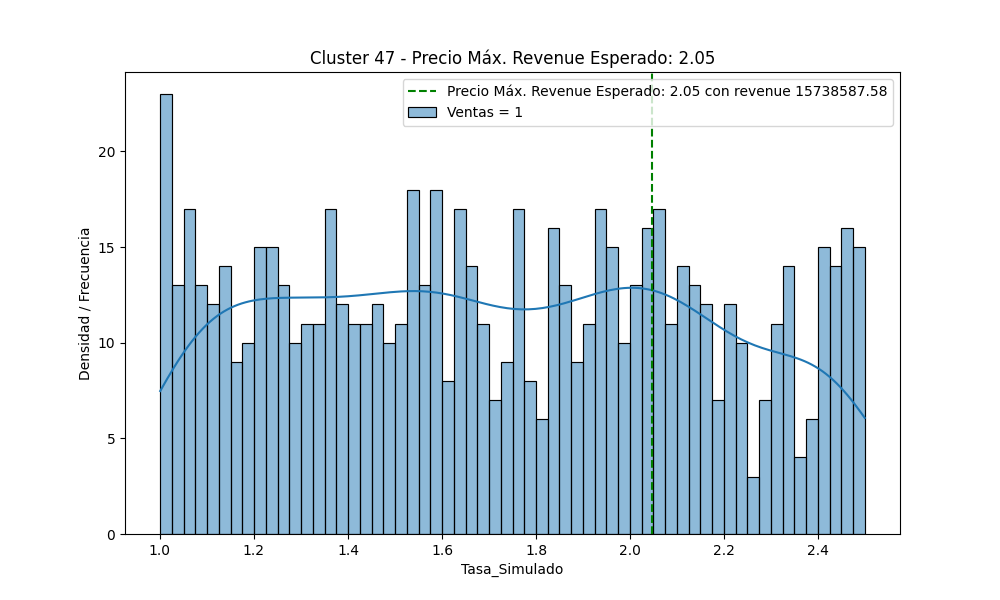 Cluster 47 - Precio Máx. Revenue Esperado: 2.05
Precio Máx. Revenue Esperado: 2.05 con revenue 15738587.58
Ventas = 1
Densidad / Frecuencia
20
15
10
5
0
1.0 1.2 1.4 1.6 1.8 2.0 2.2 2.4
Tasa_Simulado